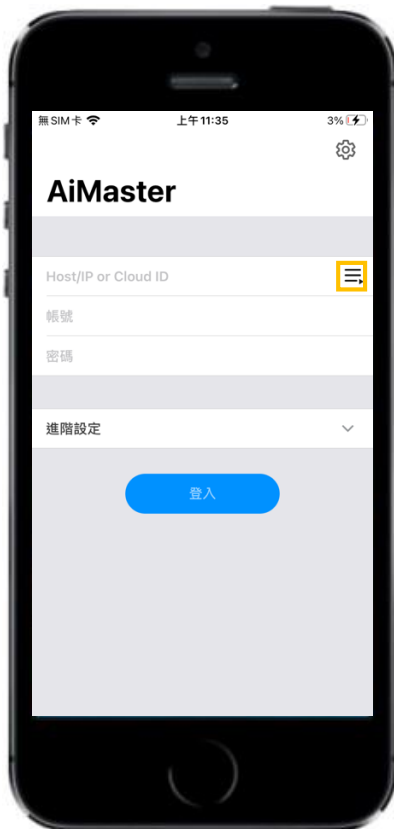 無SIM卡 上午11:35 3%
AiMaster
Host/IP or Cloud ID
帳號
密碼
進階設定
登入